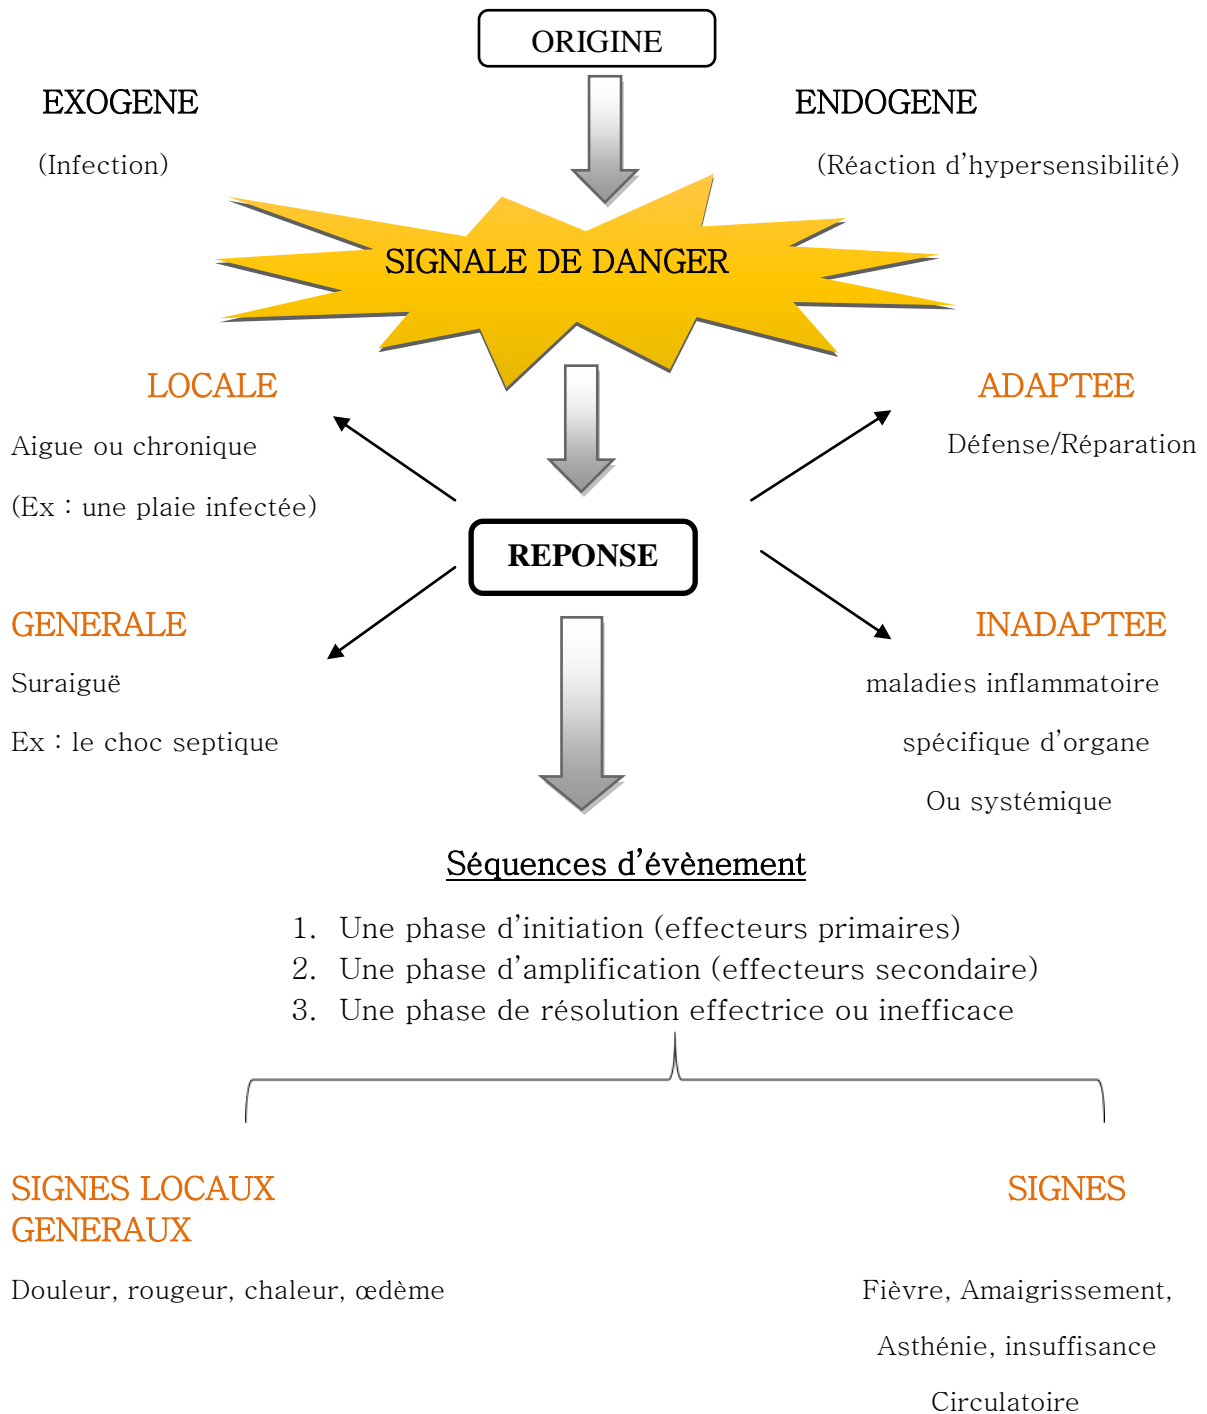 ORIGINE
EXOGENE
ENDOGENE
(Infection)
(Réaction d’hypersensibilité)
SIGNALE DE DANGER
LOCALE
ADAPTEE
Aigue ou chronique
Défense/Réparation
(Ex : une plaie infectée)
REPONSE
GENERALE
INADAPTEE
Suraiguë
maladies inflammatoire
Ex : le choc septique
spécifique d’organe
Ou systémique
Séquences d’évènement
1. Une phase d’initiation (effecteurs primaires)
2. Une phase d’amplification (effecteurs secondaire)
3. Une phase de résolution effectrice ou inefficace
SIGNES LOCAUX
SIGNES
GENERAUX
Douleur, rougeur, chaleur, œdème
Fièvre, Amaigrissement,
Asthénie, insuffisance
Circulatoire